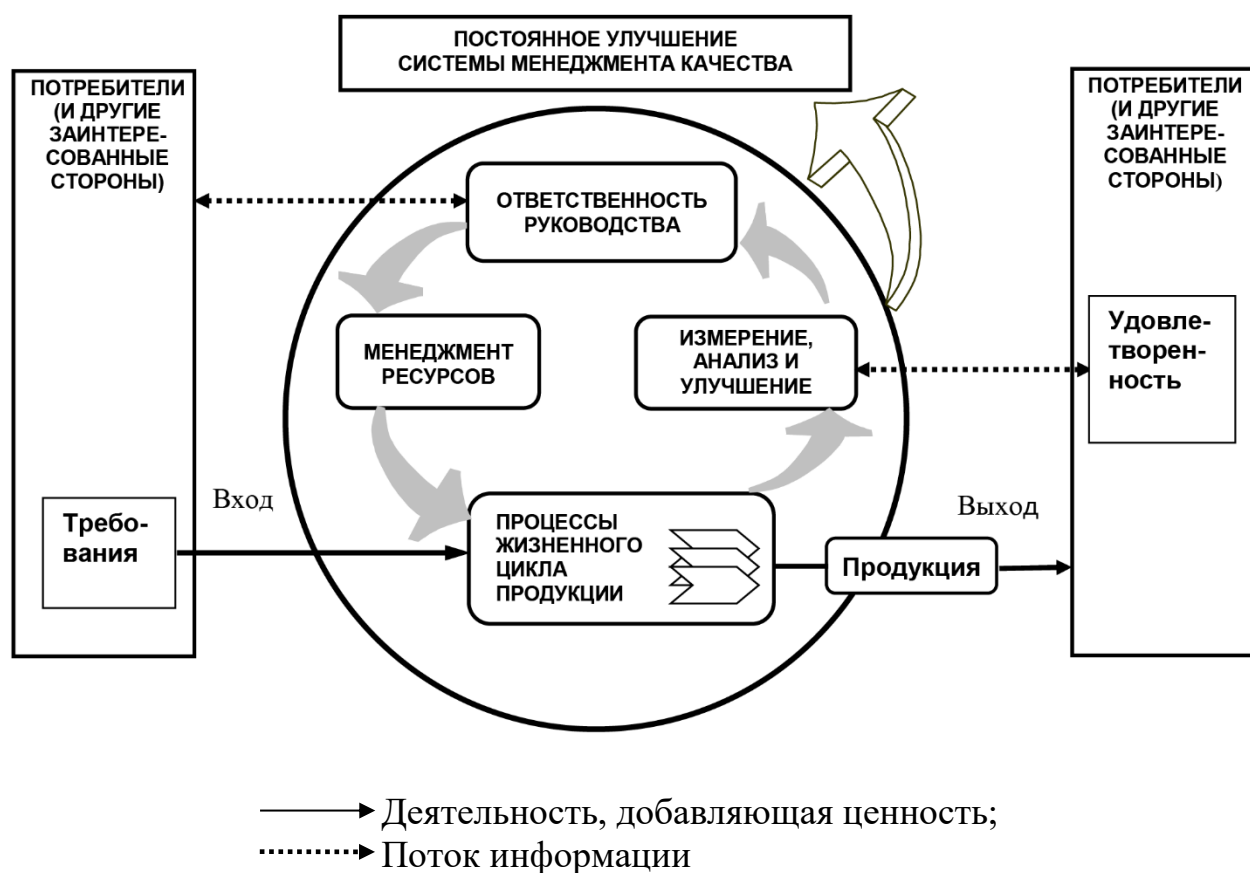 ПОСТОЯННОЕ УЛУЧШЕНИЕ
СИСТЕМЫ МЕНЕДЖМЕНТА КАЧЕСТВА
ПОТРЕБИТЕЛИ
(И ДРУГИЕ
ЗАИНТЕРЕ-
СОВАННЫЕ
СТОРОНЫ)
ПОТРЕБИТЕЛИ
(И ДРУГИЕ
ЗАИНТЕРЕ-
СОВАННЫЕ
СТОРОНЫ)
ОТВЕТСТВЕННОСТЬ
РУКОВОДСТВА
МЕНЕДЖМЕНТ
РЕСУРСОВ
ИЗМЕРЕНИЕ,
АНАЛИЗ И
УЛУЧШЕНИЕ
Удовле-
творен-
ность
Требо-
вания
Вход
ПРОЦЕССЫ
ЖИЗНЕННОГО
ЦИКЛА
ПРОДУКЦИИ
Выход
Продукция
Деятельность, добавляющая ценность;
Поток информации